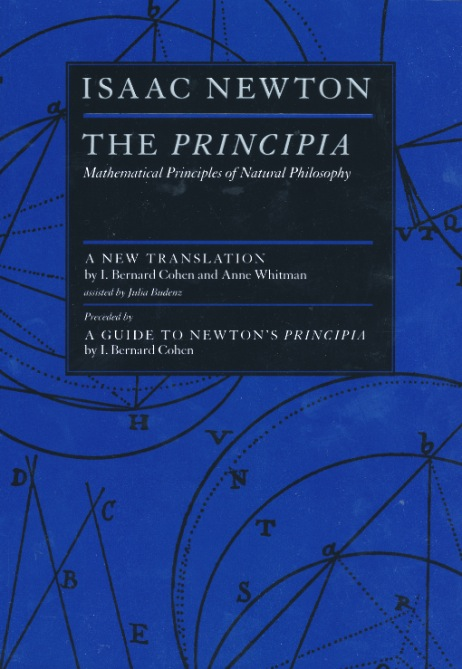 b
a
ISAAC NEWTON
THE PRINCIPIA
Mathematical Principles of Natural Philosophy
V T Q
A NEW TRANSLATION
by I. Bernard Cohen and Anne Whitman
assisted by Julia Budenz
Preceded by
A GUIDE TO NEWTON'S PRINCIPIA
by I. Bernard Cohen
H
V
b
D
N
C
T
a
B
S
R
E